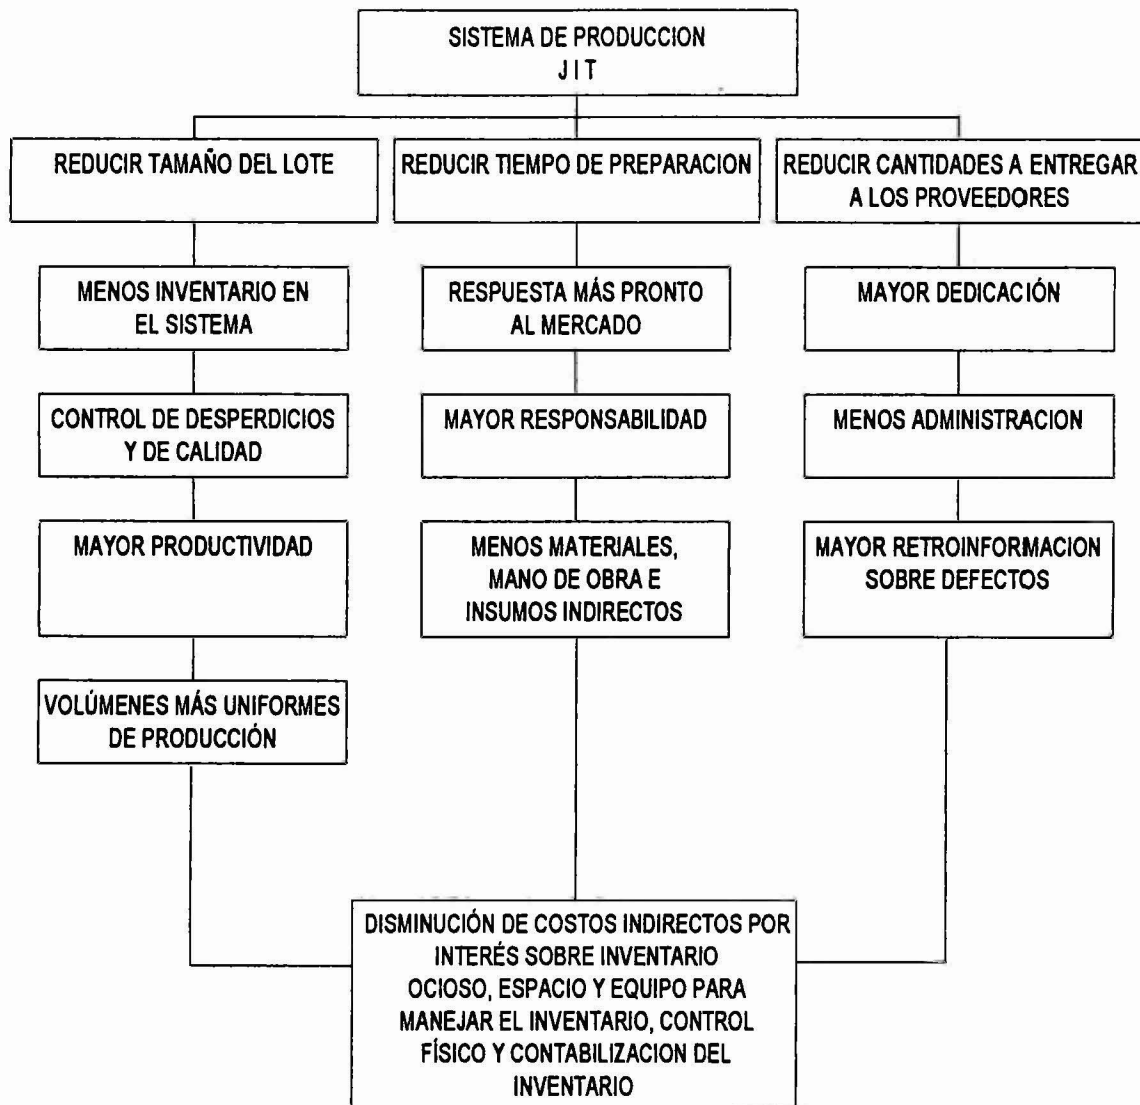 SISTEMA DE PRODUCCION
J I T
REDUCIR TAMAÑO DEL LOTE
REDUCIR TIEMPO DE PREPARACION
REDUCIR CANTIDADES A ENTREGAR
A LOS PROVEEDORES
MENOS INVENTARIO EN
EL SISTEMA
RESPUESTA MÁS PRONTO
AL MERCADO
MAYOR DEDICACIÓN
CONTROL DE DESPERDICIOS
Y DE CALIDAD
MAYOR RESPONSABILIDAD
MENOS ADMINISTRACION
MAYOR PRODUCTIVIDAD
MENOS MATERIALES,
MANO DE OBRA E
INSUMOS INDIRECTOS
MAYOR RETROINFORMACION
SOBRE DEFECTOS
VOLÚMENES MÁS UNIFORMES
DE PRODUCCIÓN
DISMINUCIÓN DE COSTOS INDIRECTOS POR
INTERÉS SOBRE INVENTARIO
OCIOSO, ESPACIO Y EQUIPO PARA
MANEJAR EL INVENTARIO, CONTROL
FÍSICO Y CONTABILIZACION DEL
INVENTARIO